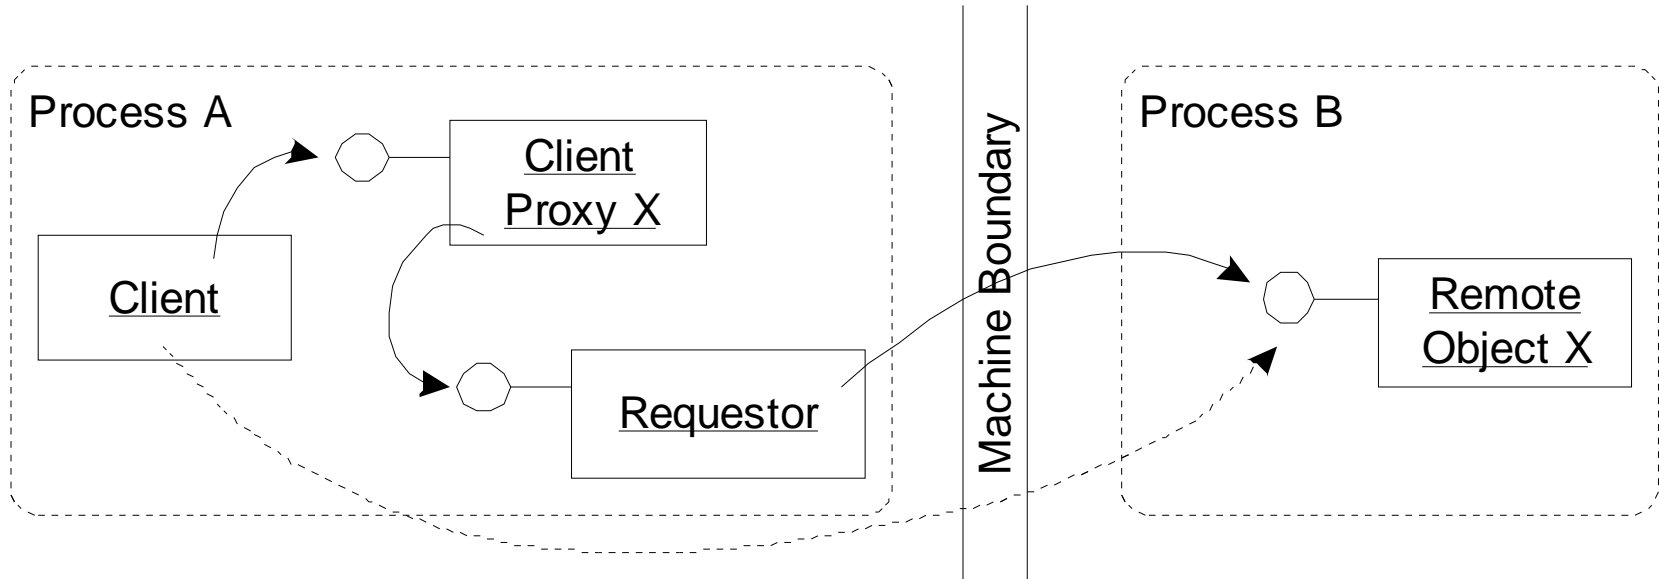 Process A
Client
Proxy X
Client
Requestor
Machine Boundary
Process B
Remote
Object X